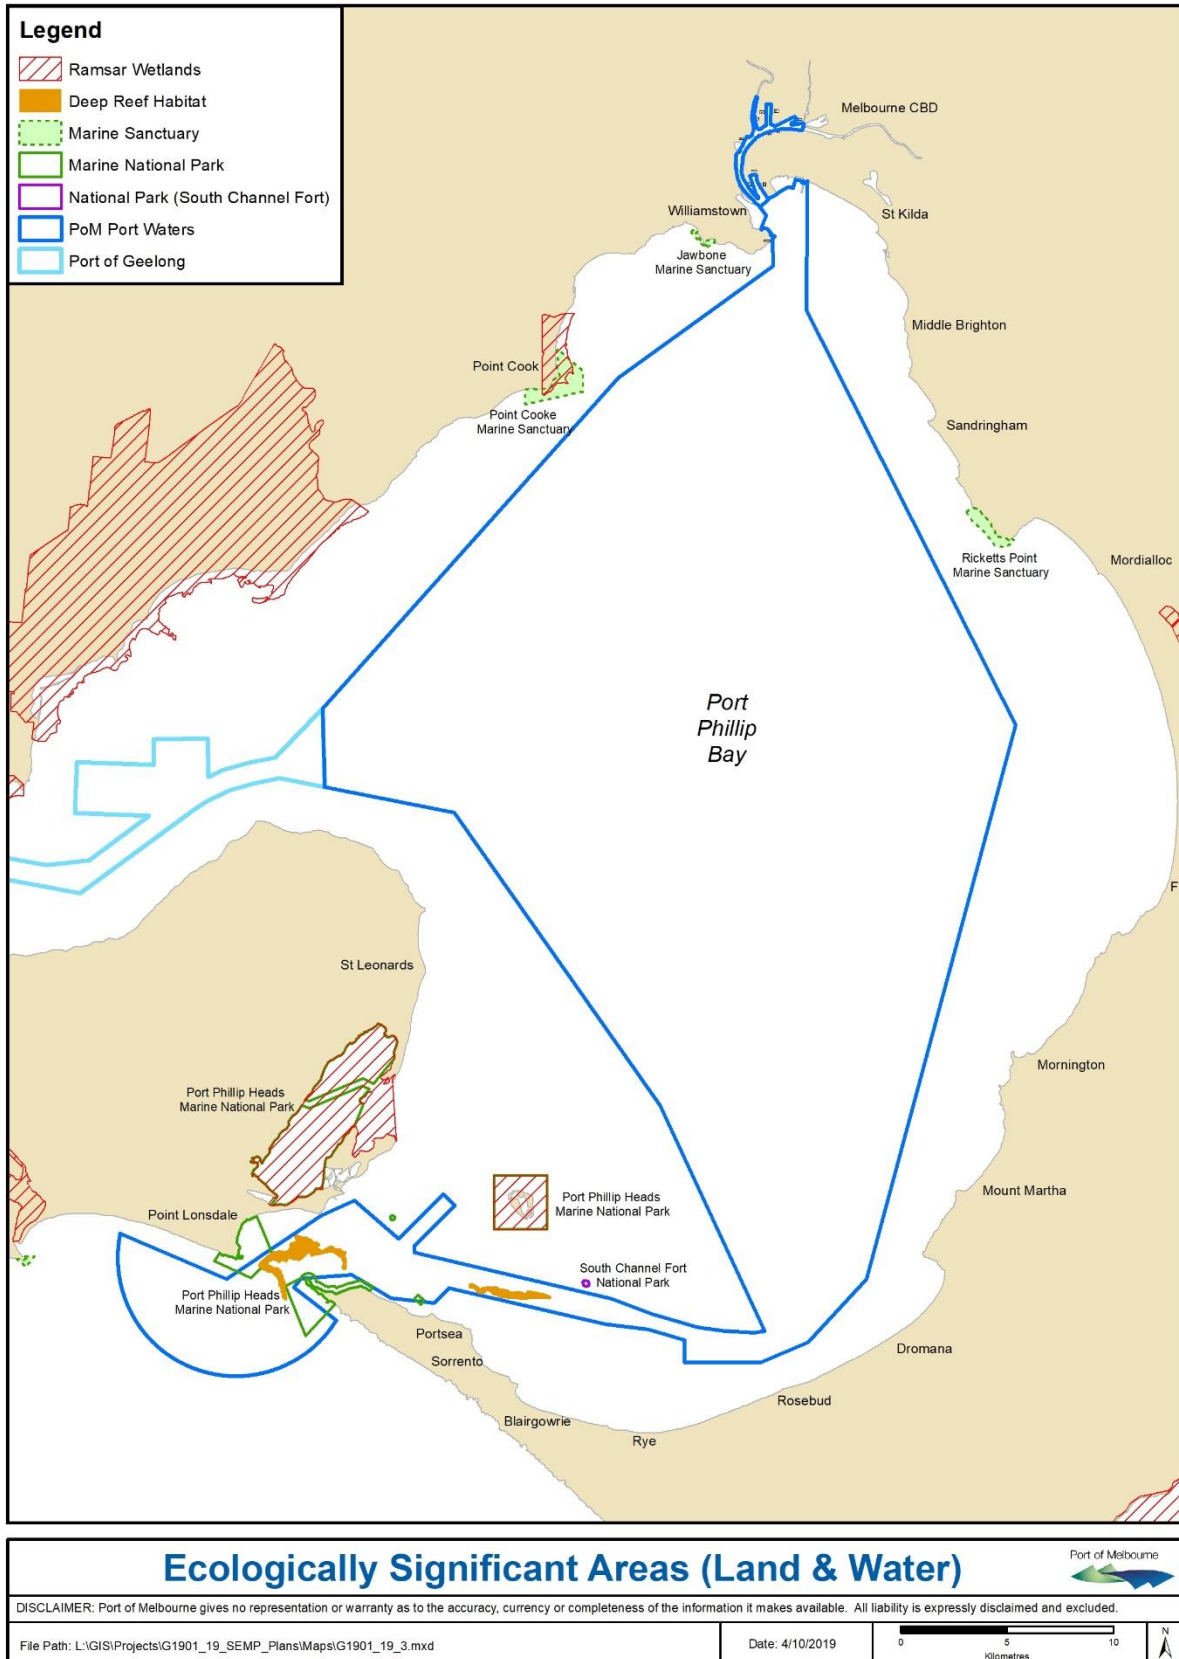 Legend
Ramsar Wetlands
Deep Reef Habitat
Marine Sanctuary
Marine National Park
National Park (South Channel Fort)
PoM Port Waters
Port of Geelong
Melbourne CBD
Williamstown
St Kilda
Jawbone
Marine Sanctuary
Middle Brighton
Point Cook
Point Cooke
Marine Sanctuary
Sandringham
Ricketts Point
Marine Sanctuary
Mordialloc
Port
Phillip
Bay
F
St Leonards
Mornington
Port Phillip Heads
Marine National Park
Mount Martha
Port Phillip Heads
Marine National Park
Point Lonsdale
South Channel Fort
National Park
Port Phillip Heads
Marine National Park
Portsea
Sorrento
Dromana
Rosebud
Blairgowrie
Rye
Ecologically Significant Areas (Land & Water)
Port of Melbourne
DISCLAIMER: Port of Melbourne gives no representation or warranty as to the accuracy, currency or completeness of the information it makes available. All liability is expressly disclaimed and excluded.
File Path: L:\GIS\Projects\G1901_19_SEMP_Plans\Maps\G1901_19_3.mxd
Date: 4/10/2019
0 5 10
Kilometres
N